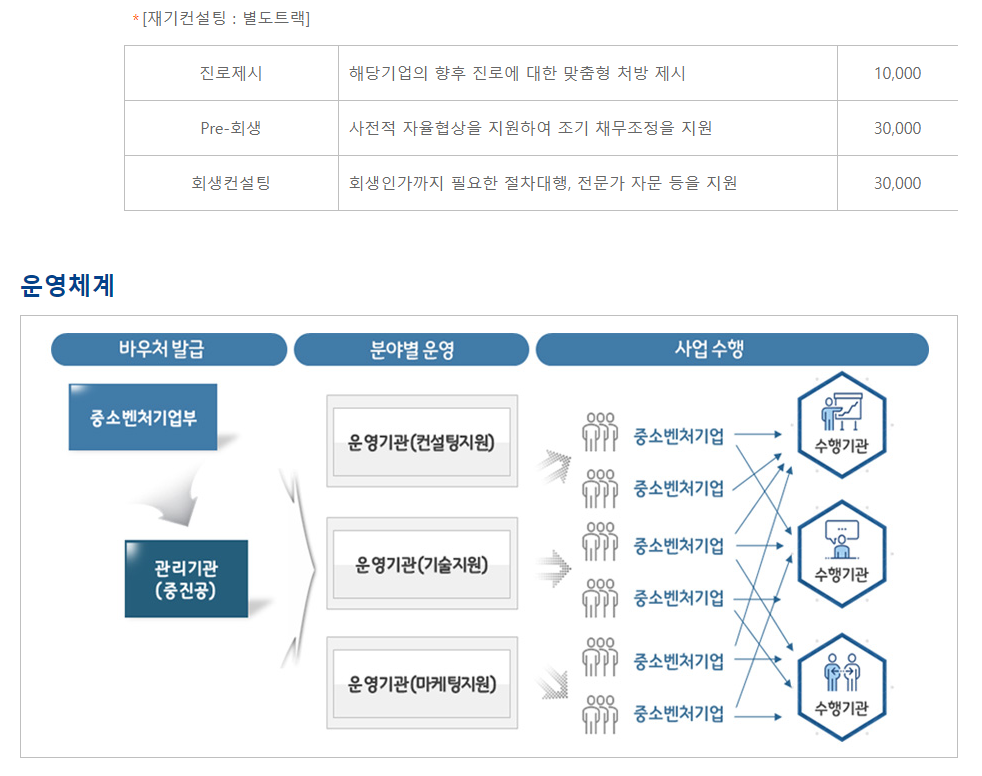 *[재기컨설팅 : 별도트랙]
진로제시 해당기업의 향후 진로에 대한 맞춤형 처방 제시 10,000
Pre-회생 사전적 자율협상을 지원하여 조기 채무조정을 지원 30,000
회생컨설팅 회생인가까지 필요한 절차대행, 전문가 자문 등을 지원 30,000
운영체계
바우처 발급 분야별 운영 사업 수행
중소벤처기업부
관리기관
(중진공)
운영기관(컨설팅지원)
운영기관(기술지원)
운영기관(마케팅지원)
중소벤처기업
중소벤처기업
중소벤처기업
중소벤처기업
중소벤처기업
중소벤처기업
수행기관
수행기관
수행기관